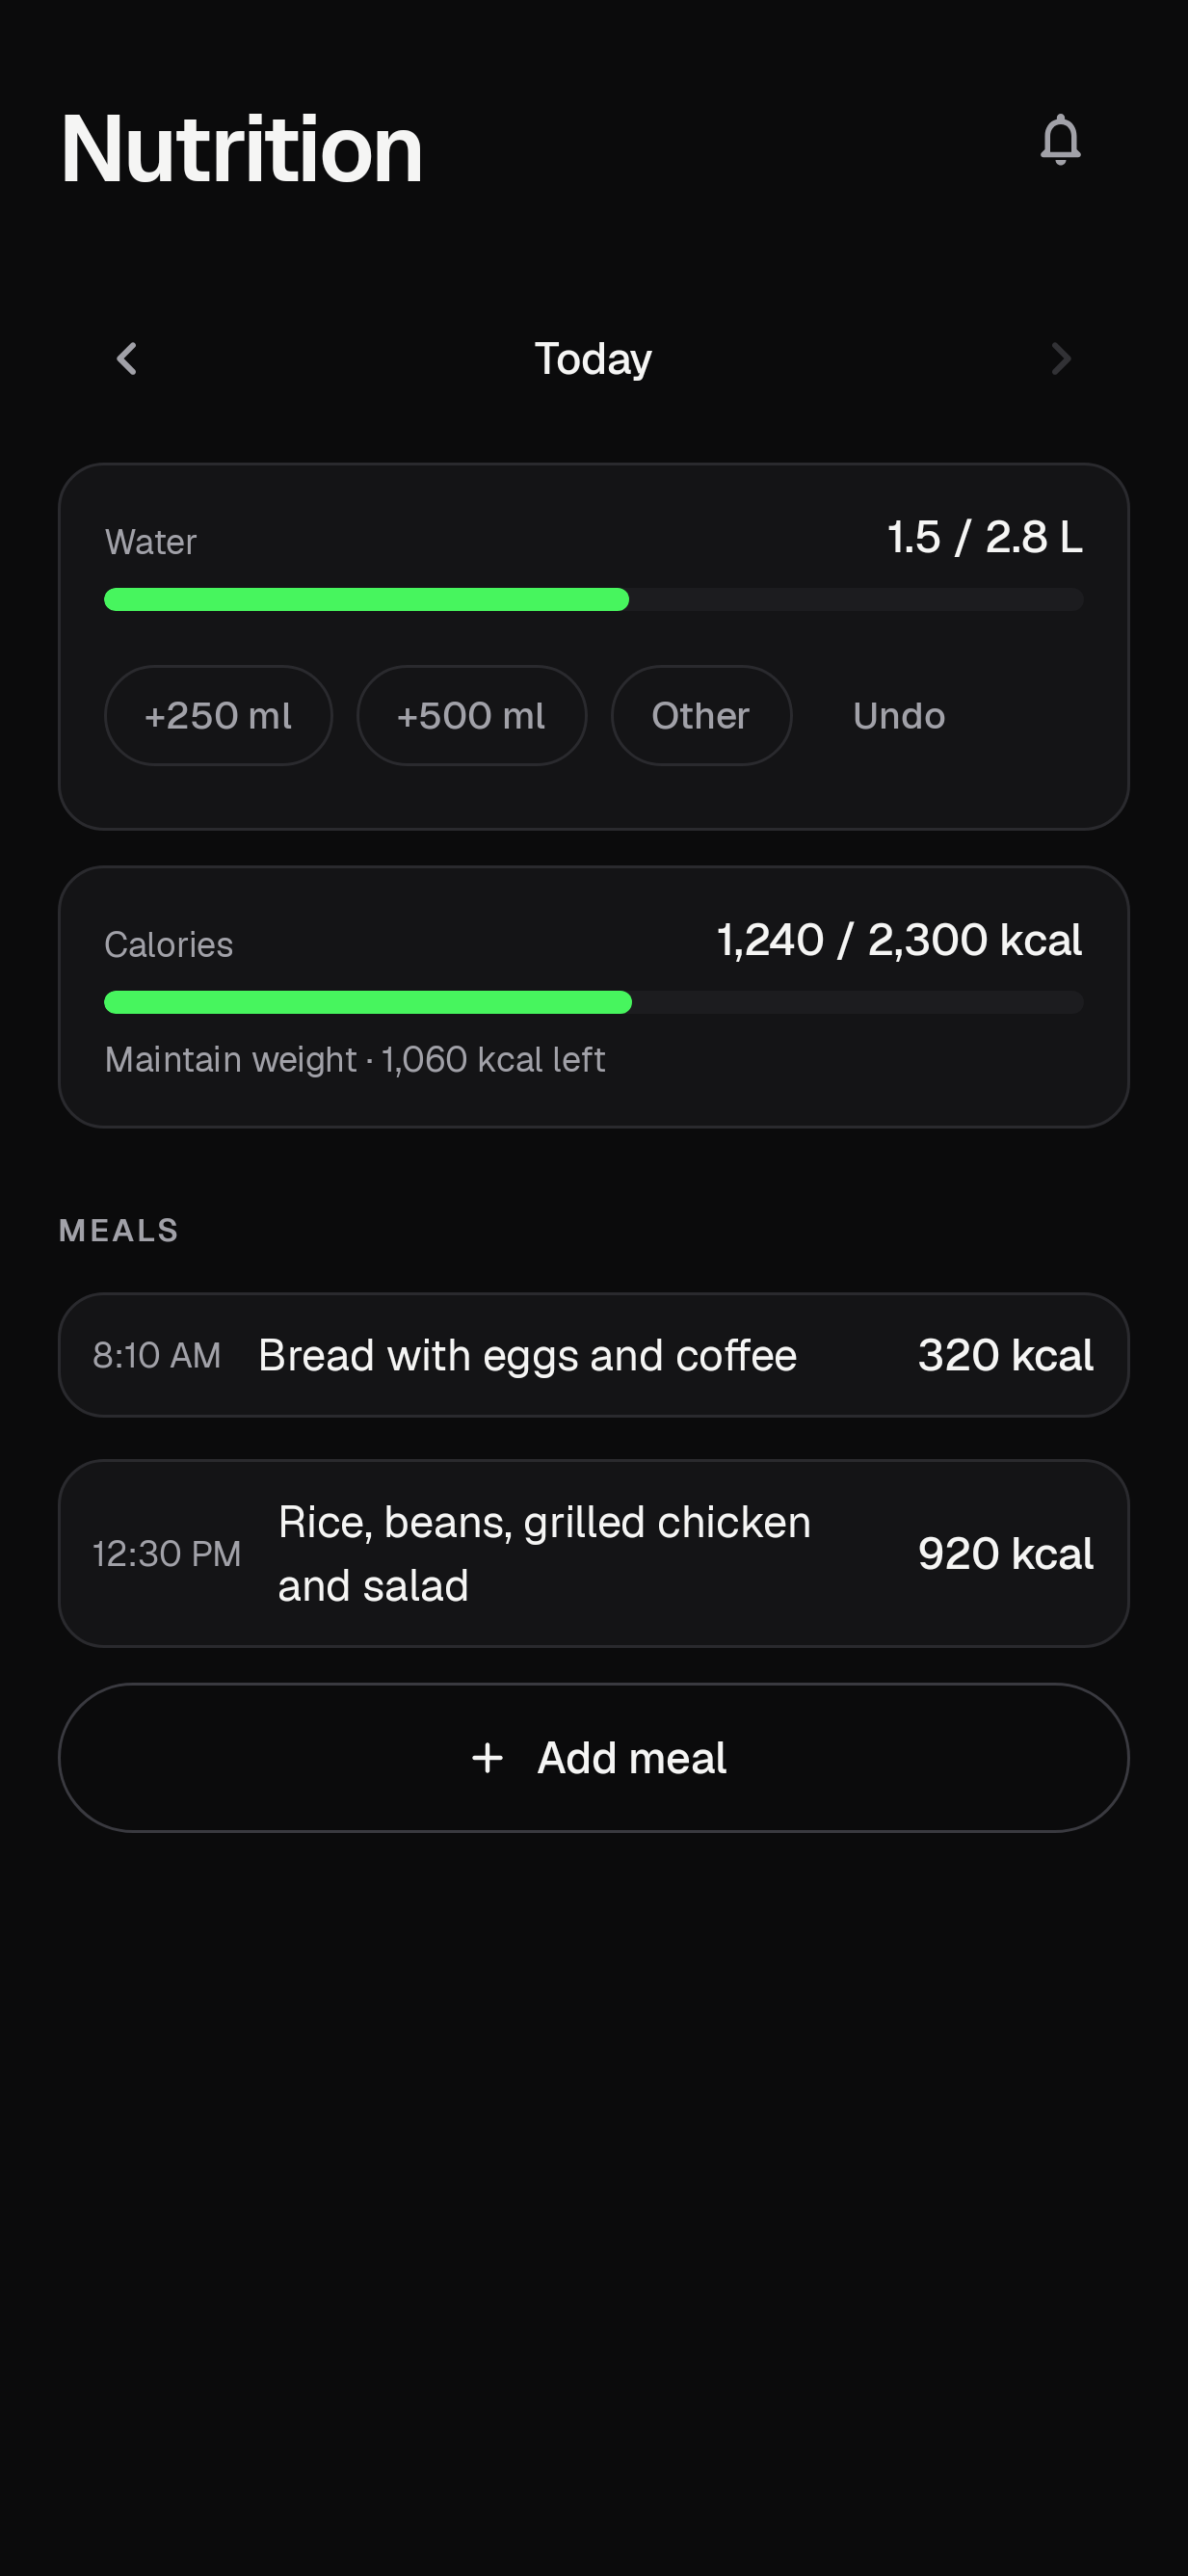 Nutrition
Today
Water
1.5 / 2.8 L
+250 ml
+500 ml
Other
Undo
Calories
1,240 / 2,300 kcal
Maintain weight · 1,060 kcal left
MEALS
8:10 AM
Bread with eggs and coffee
320 kcal
12:30 PM
Rice, beans, grilled chicken
and salad
920 kcal
+ Add meal